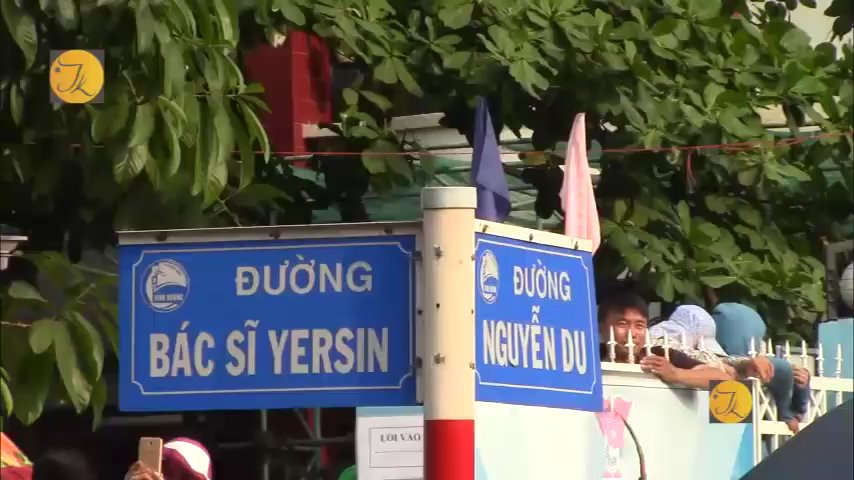 ĐƯỜNG
BÁC SĨ YERSIN
ĐƯỜNG
NGUYỄN DU
LỐI VÀO